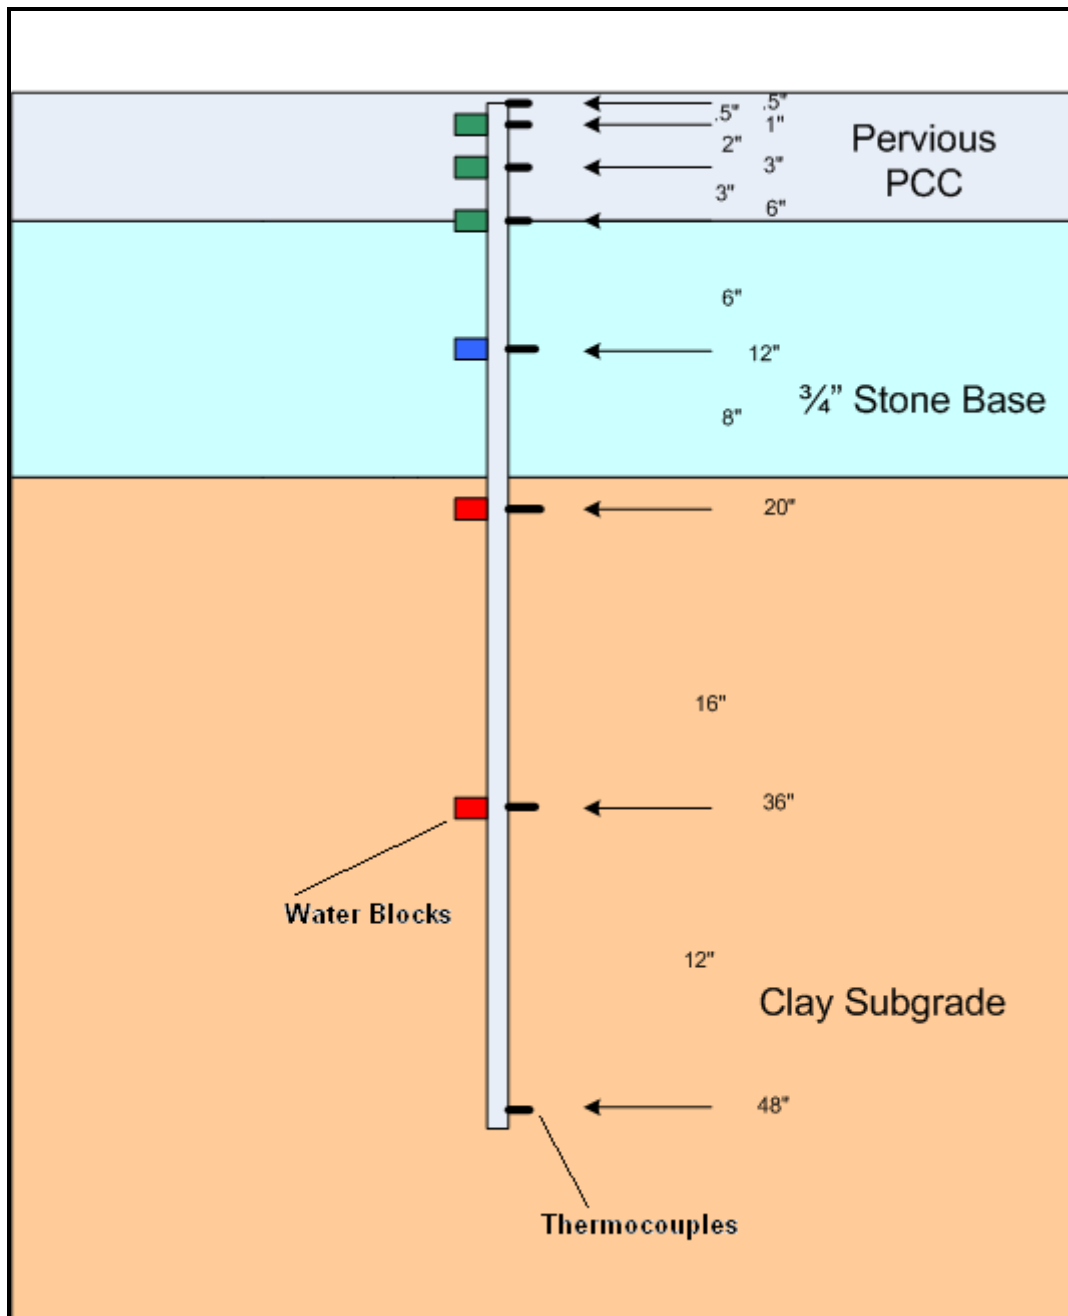 .5"
.5"
1"
2"
Pervious
PCC
3"
3"
6"
6"
12"
¾” Stone Base
8"
20"
16"
36"
Water Blocks
12"
Clay Subgrade
48"
Thermocouples